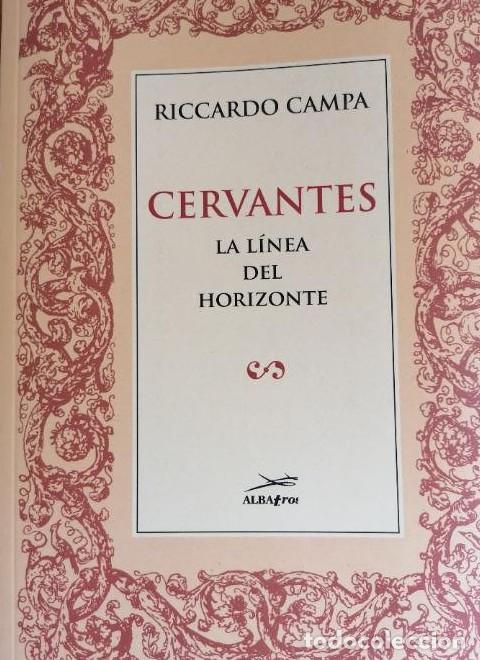 RICCARDO CAMPA
CERVANTES
LA LÍNEA
DEL
HORIZONTE
ALBAtros
todocoleccion